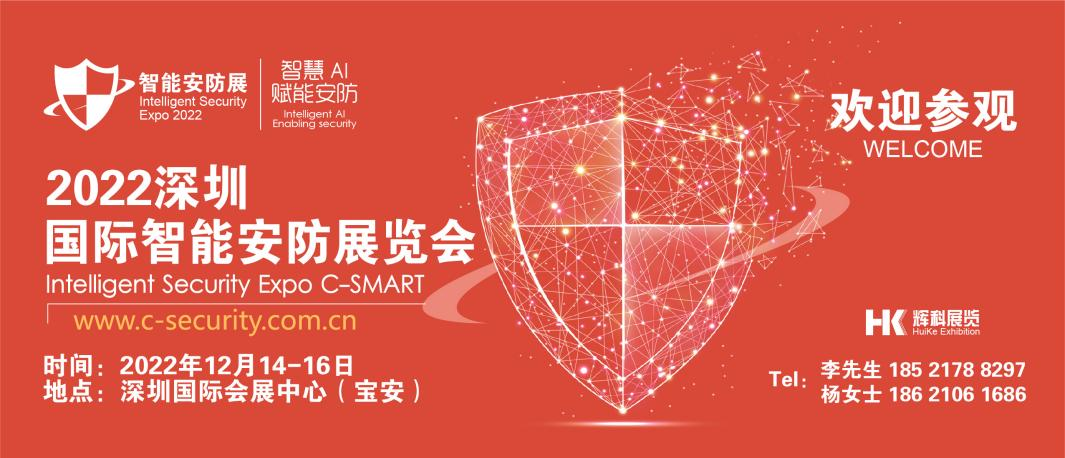 智能安防展
Intelligent Security
Expo 2022
智慧 AI
赋能安防
Intelligent AI
Enabling security
2022深圳
国际智能安防展览会
Intelligent Security Expo C-SMART
www.c-security.com.cn
时间：2022年12月14-16日
地点：深圳国际会展中心（宝安）
欢迎参观
WELCOME
HK 辉科展览
HuiKe Exhibition
Tel：李先生 185 2178 8297
杨女士 186 2106 1686